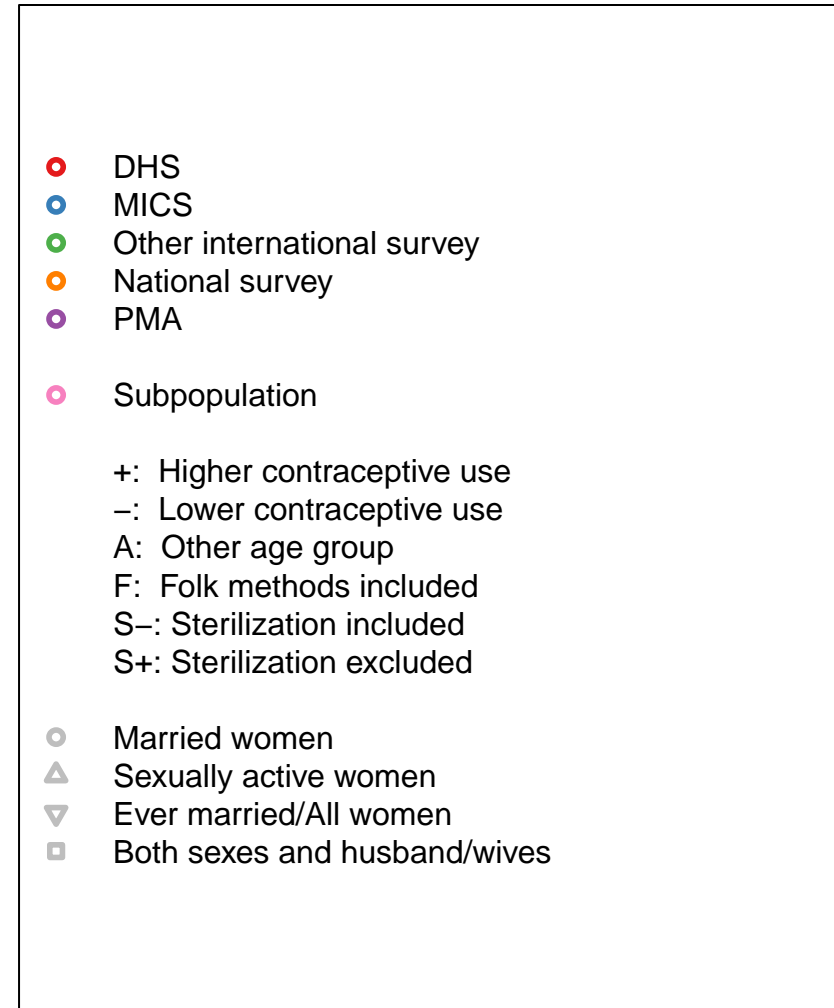 DHS
MICS
Other international survey
National survey
PMA
Subpopulation
+: Higher contraceptive use
−: Lower contraceptive use
A: Other age group
F: Folk methods included
S−: Sterilization included
S+: Sterilization excluded
Married women
Sexually active women
Ever married/All women
Both sexes and husband/wives